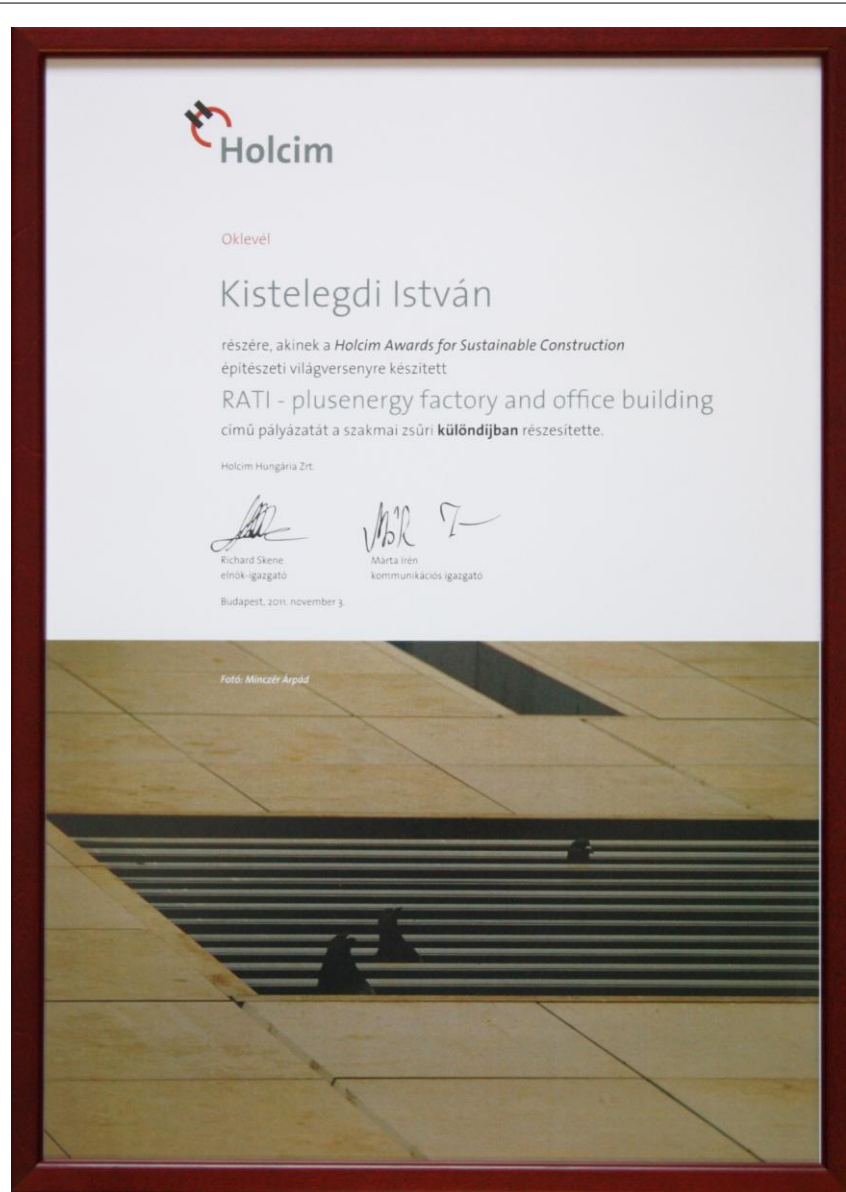 Holcim
Oklevél
Kistelegdi István
részére, akinek a Holcim Awards for Sustainable Construction
építészeti világversenyre készített
RATI - plusenergy factory and office building
című pályázatát a szakmai zsűri különdíjban részesítette.
Holcim Hungária Zrt.
Richard Skene
Márta Irén
elnök-igazgató
kommunikációs igazgató
Budapest, 2011. november 3.
Fotó: Minczér Árpád